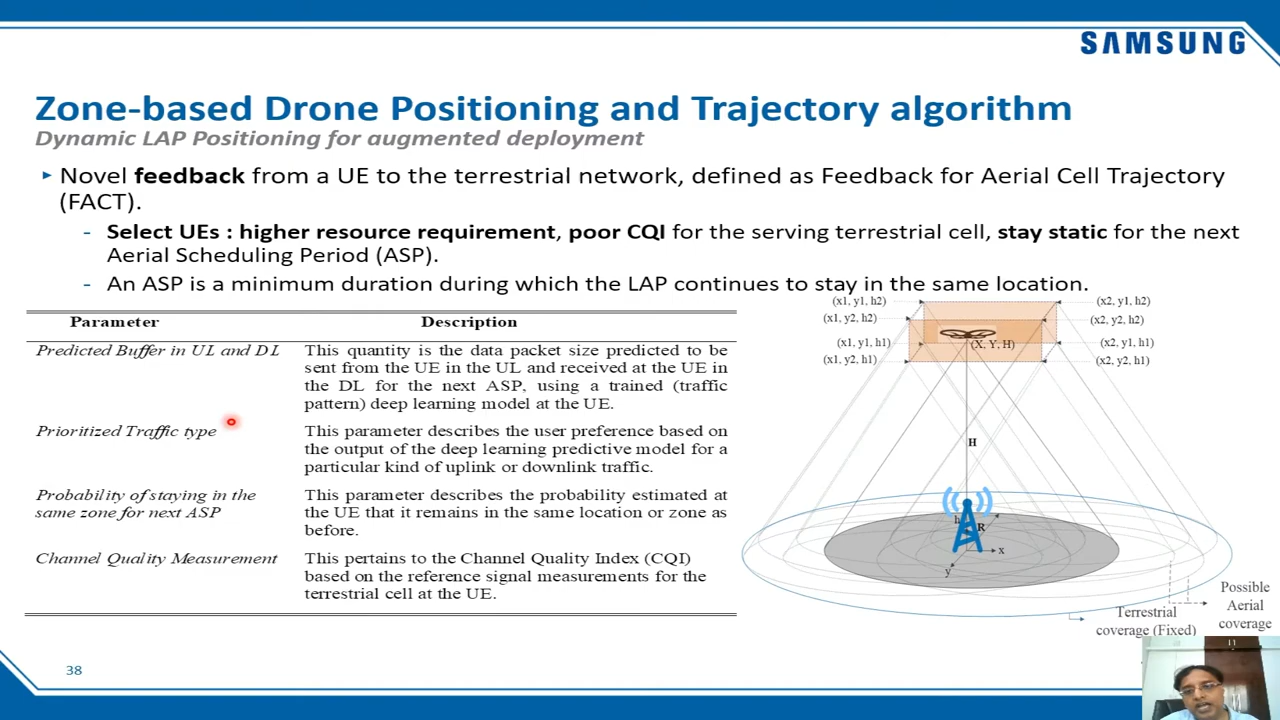 SAMSUNG
Zone-based Drone Positioning and Trajectory algorithm
Dynamic LAP Positioning for augmented deployment
Novel feedback from a UE to the terrestrial network, defined as Feedback for Aerial Cell Trajectory
(FACT).
- Select UEs : higher resource requirement, poor CQI for the serving terrestrial cell, stay static for the next
Aerial Scheduling Period (ASP).
- An ASP is a minimum duration during which the LAP continues to stay in the same location.
Parameter Description
Predicted Buffer in UL and DL This quantity is the data packet size predicted to be
sent from the UE in the UL and received at the UE in
the DL for the next ASP, using a trained (traffic
pattern) deep learning model at the UE.
Prioritized Traffic type This parameter describes the user preference based on
the output of the deep learning predictive model for a
particular kind of uplink or downlink traffic.
Probability of staying in the This parameter describes the probability estimated at
same zone for next ASP the UE that it remains in the same location or zone as
before.
Channel Quality Measurement This pertains to the Channel Quality Index (CQI)
based on the reference signal measurements for the
terrestrial cell at the UE.
(x1, y1, h2) (x2, y1, h2)
(x1, y2, h2) (x2, y2, h2)
(x1, y1, h1) (X, Y, H) (x2, y1, h1)
(x1, y2, h1) (x2, y2, h1)
H
h R
x
y
Possible
Terrestrial Aerial
coverage (Fixed) coverage
38